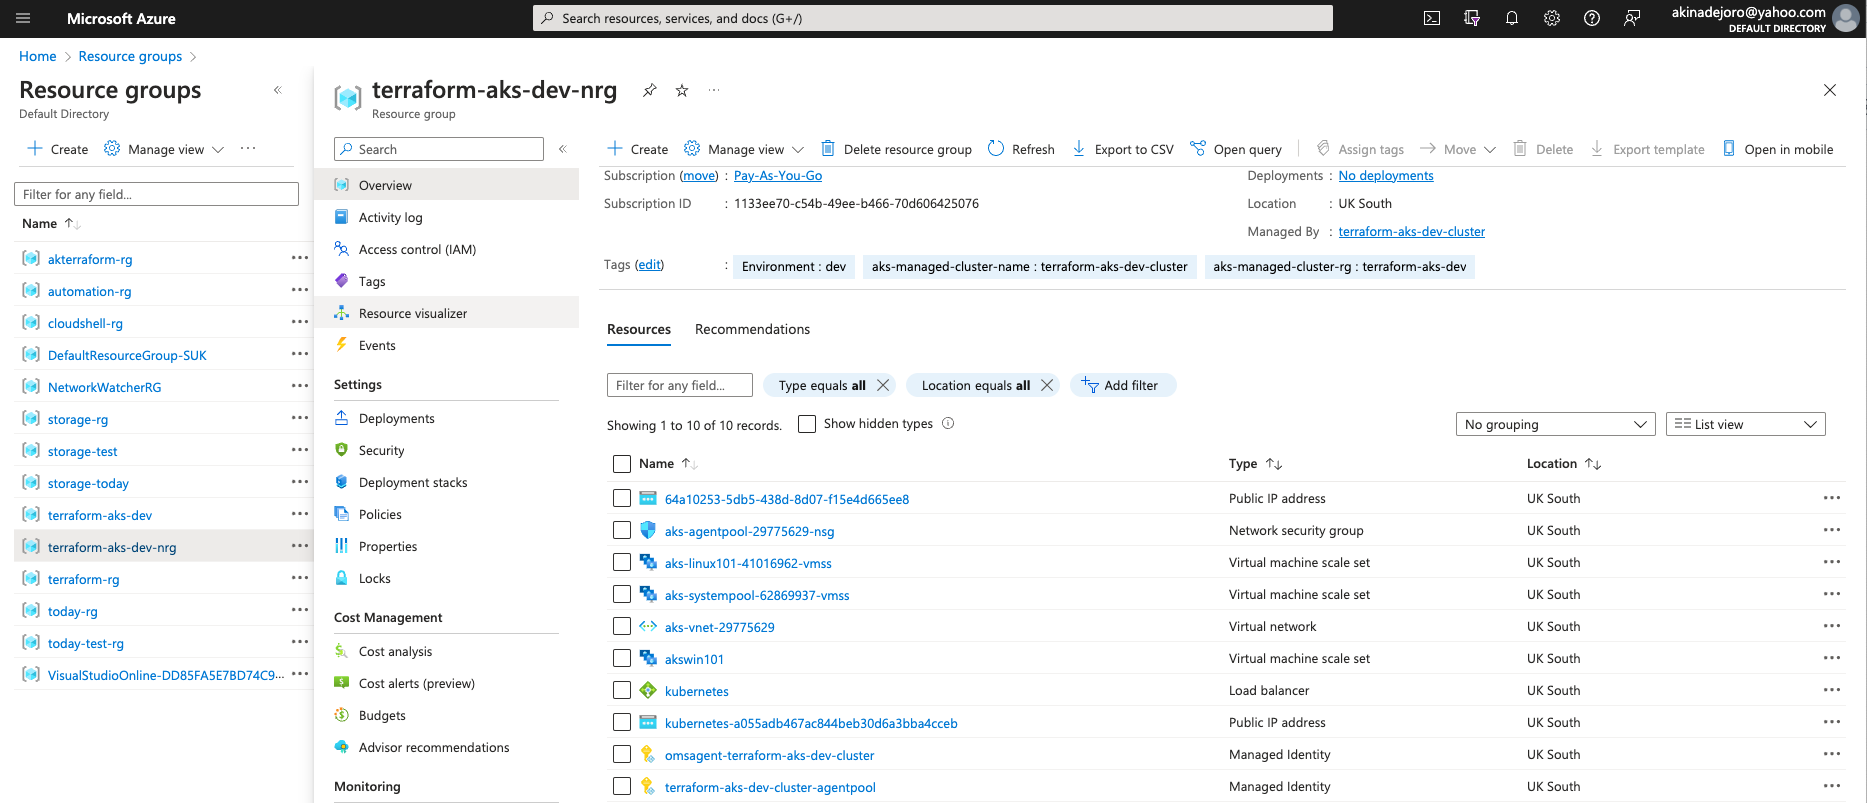 Microsoft Azure
Search resources, services, and docs (G+/)
akinadejoro@yahoo.com
DEFAULT DIRECTORY
Home > Resource groups >
Resource groups
Default Directory
Create Manage view
Filter for any field...
Name
akterraform-rg
automation-rg
cloudshell-rg
DefaultResourceGroup-SUK
NetworkWatcherRG
storage-rg
storage-test
storage-today
terraform-aks-dev
terraform-aks-dev-nrg
terraform-rg
today-rg
today-test-rg
VisualStudioOnline-DD85FA5E7BD74C9...
terraform-aks-dev-nrg
Resource group
Search
Overview
Activity log
Access control (IAM)
Tags
Resource visualizer
Events
Settings
Deployments
Security
Deployment stacks
Policies
Properties
Locks
Cost Management
Cost analysis
Cost alerts (preview)
Budgets
Advisor recommendations
Monitoring
Create Manage view Delete resource group Refresh Export to CSV Open query Assign tags Move Delete Export template Open in mobile
Subscription (move) : Pay-As-You-Go
Subscription ID : 1133ee70-c54b-49ee-b466-70d606425076
Deployments : No deployments
Location : UK South
Managed By : terraform-aks-dev-cluster
Tags (edit) : Environment : dev aks-managed-cluster-name : terraform-aks-dev-cluster aks-managed-cluster-rg : terraform-aks-dev
Resources Recommendations
Filter for any field... Type equals all Location equals all Add filter
Showing 1 to 10 of 10 records. Show hidden types No grouping List view
Name Type Location
64a10253-5db5-438d-8d07-f15e4d665ee8 Public IP address UK South
aks-agentpool-29775629-nsg Network security group UK South
aks-linux101-41016962-vmss Virtual machine scale set UK South
aks-systempool-62869937-vmss Virtual machine scale set UK South
aks-vnet-29775629 Virtual network UK South
akswin101 Virtual machine scale set UK South
kubernetes Load balancer UK South
kubernetes-a055adb467ac844beb30d6a3bba4cceb Public IP address UK South
omsagent-terraform-aks-dev-cluster Managed Identity UK South
terraform-aks-dev-cluster-agentpool Managed Identity UK South